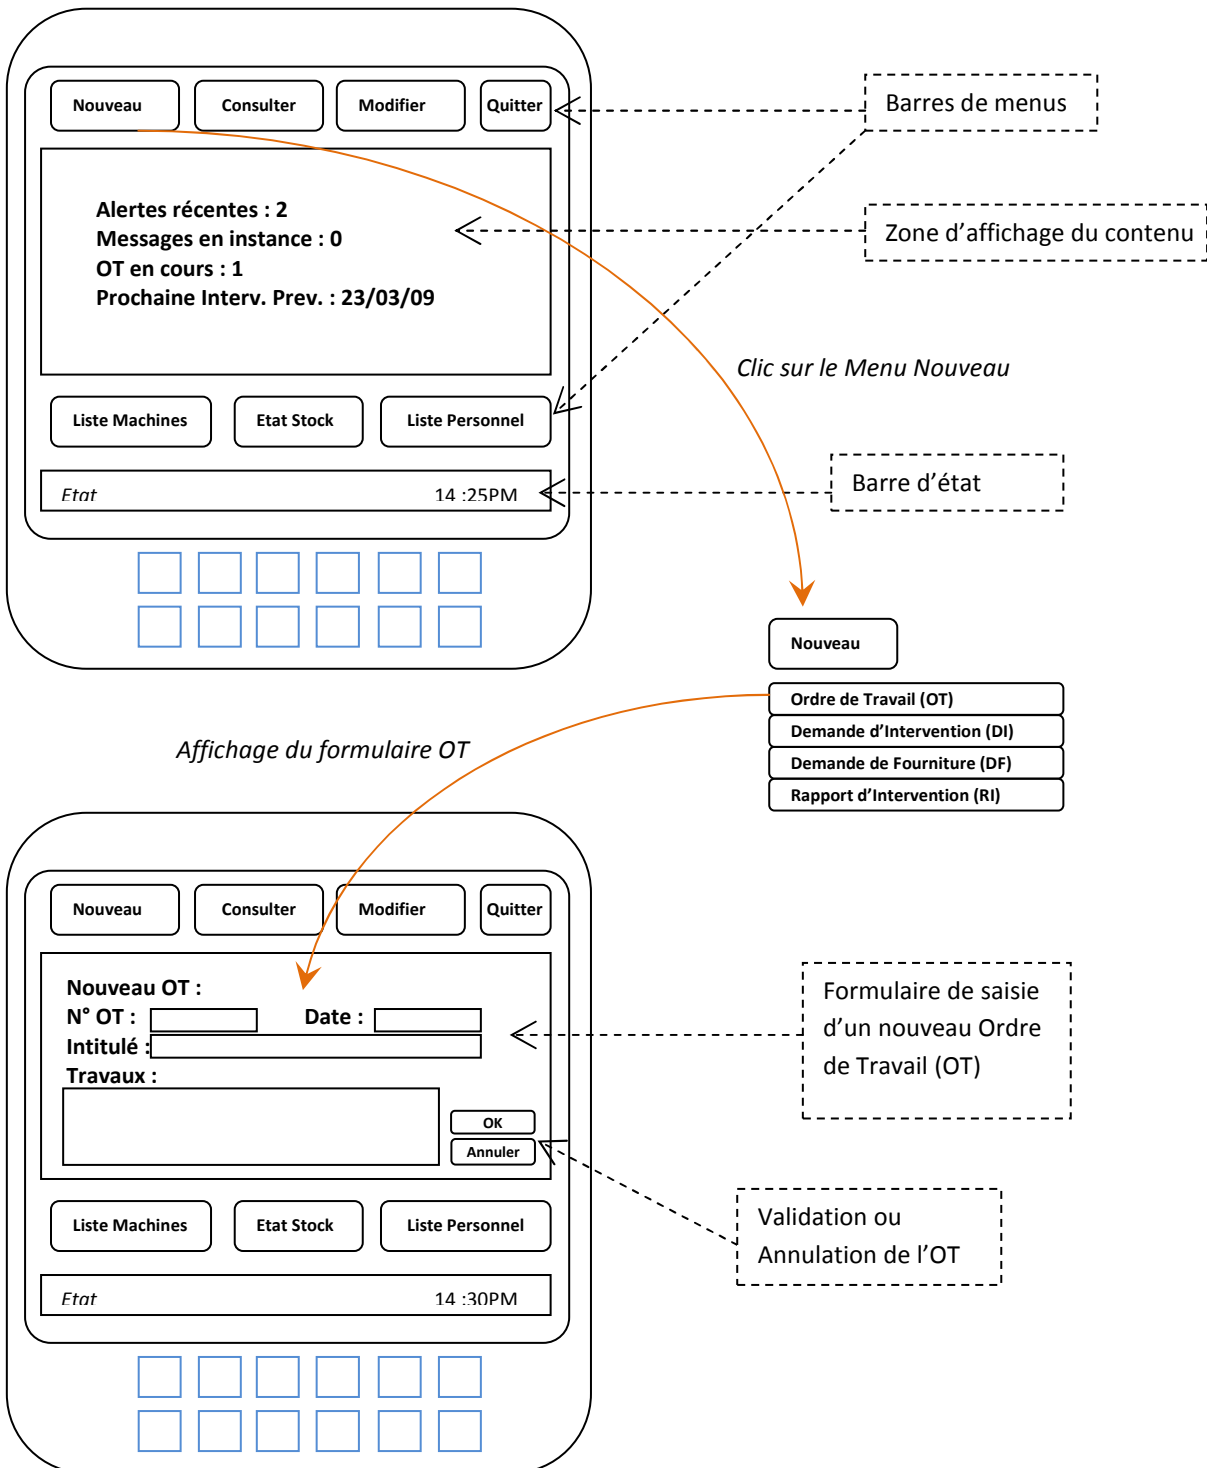 Nouveau
Consulter
Modifier
Quitter
Barres de menus
Alertes récentes : 2
Messages en instance : 0
OT en cours : 1
Prochaine Interv. Prev. : 23/03/09
Zone d'affichage du contenu
Clic sur le Menu Nouveau
Liste Machines
Etat Stock
Liste Personnel
Etat
14 :25PM
Barre d'état
Nouveau
Ordre de Travail (OT)
Demande d'Intervention (DI)
Demande de Fourniture (DF)
Rapport d'Intervention (RI)
Affichage du formulaire OT
Nouveau
Consulter
Modifier
Quitter
Nouveau OT :
N° OT :
Date :
Intitulé :
Travaux :
OK
Annuler
Formulaire de saisie
d'un nouveau Ordre
de Travail (OT)
Liste Machines
Etat Stock
Liste Personnel
Validation ou
Annulation de l'OT
Etat
14 :30PM